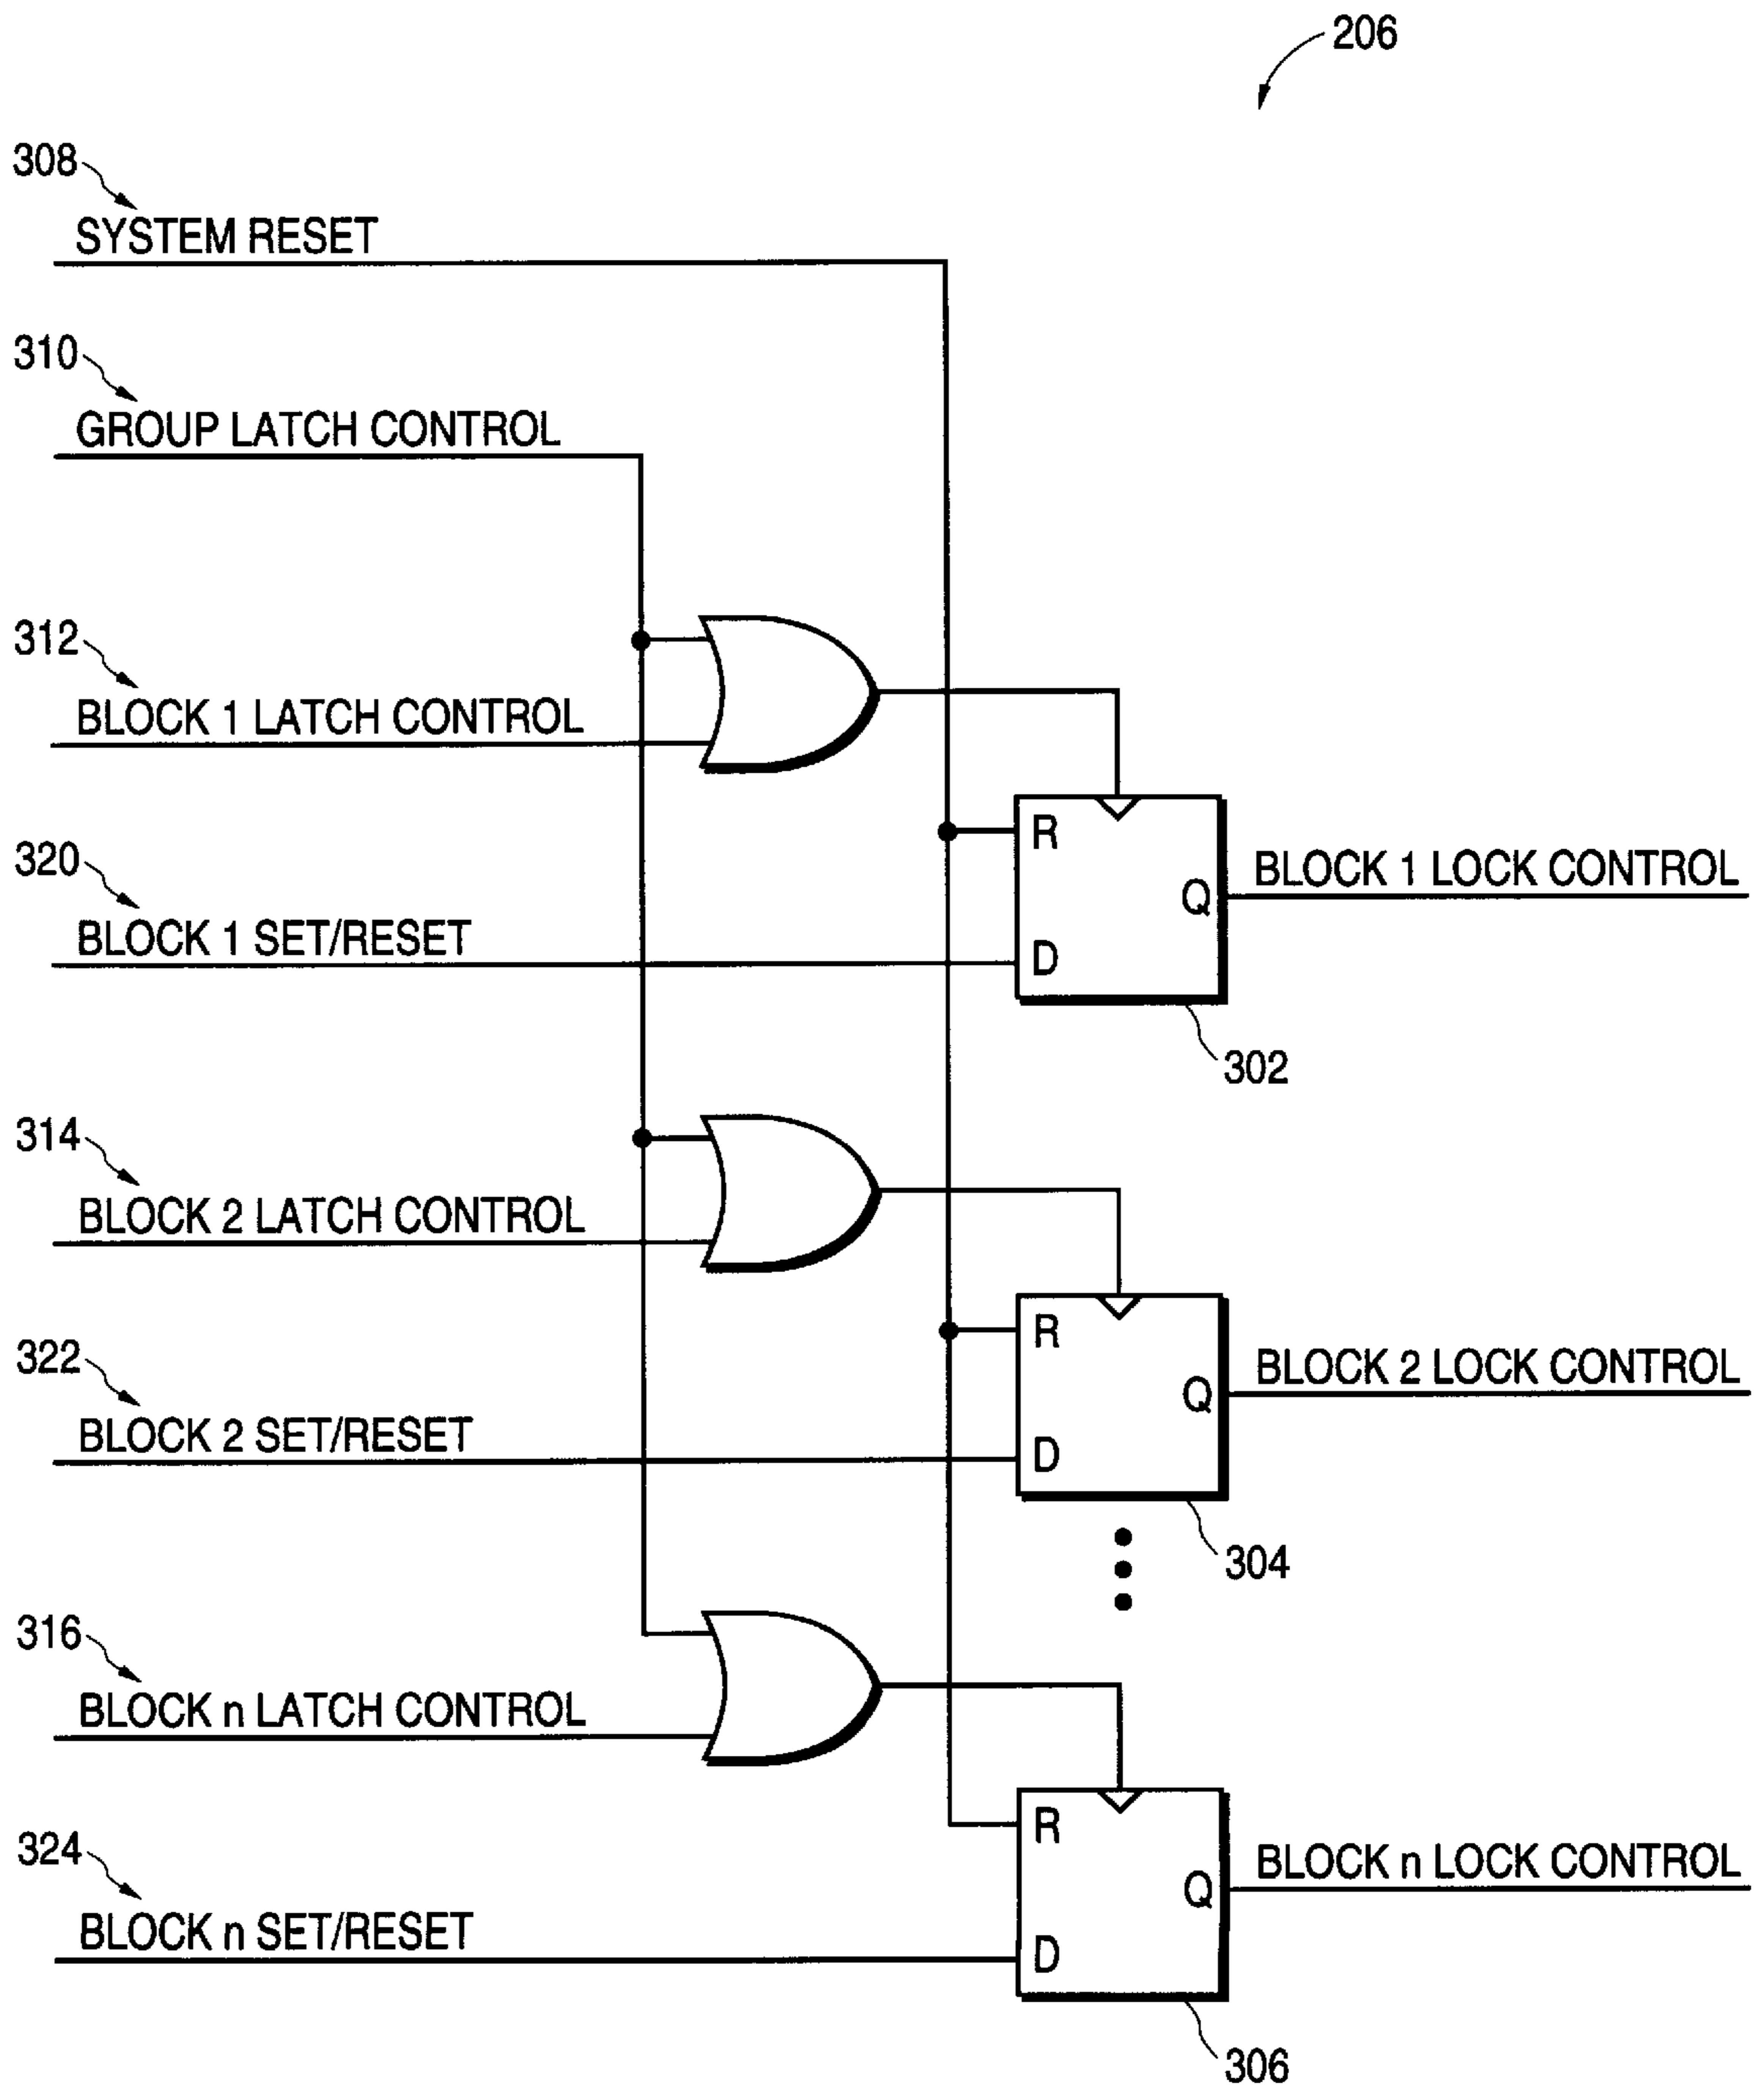 206
308
SYSTEM RESET
310
GROUP LATCH CONTROL
312
BLOCK 1 LATCH CONTROL
R
320
BLOCK 1 LOCK CONTROL
Q
BLOCK 1 SET/RESET
D
302
314
BLOCK 2 LATCH CONTROL
R
322
BLOCK 2 LOCK CONTROL
Q
BLOCK 2 SET/RESET
D
304
316
BLOCK n LATCH CONTROL
R
324
BLOCK n LOCK CONTROL
Q
BLOCK n SET/RESET
D
306